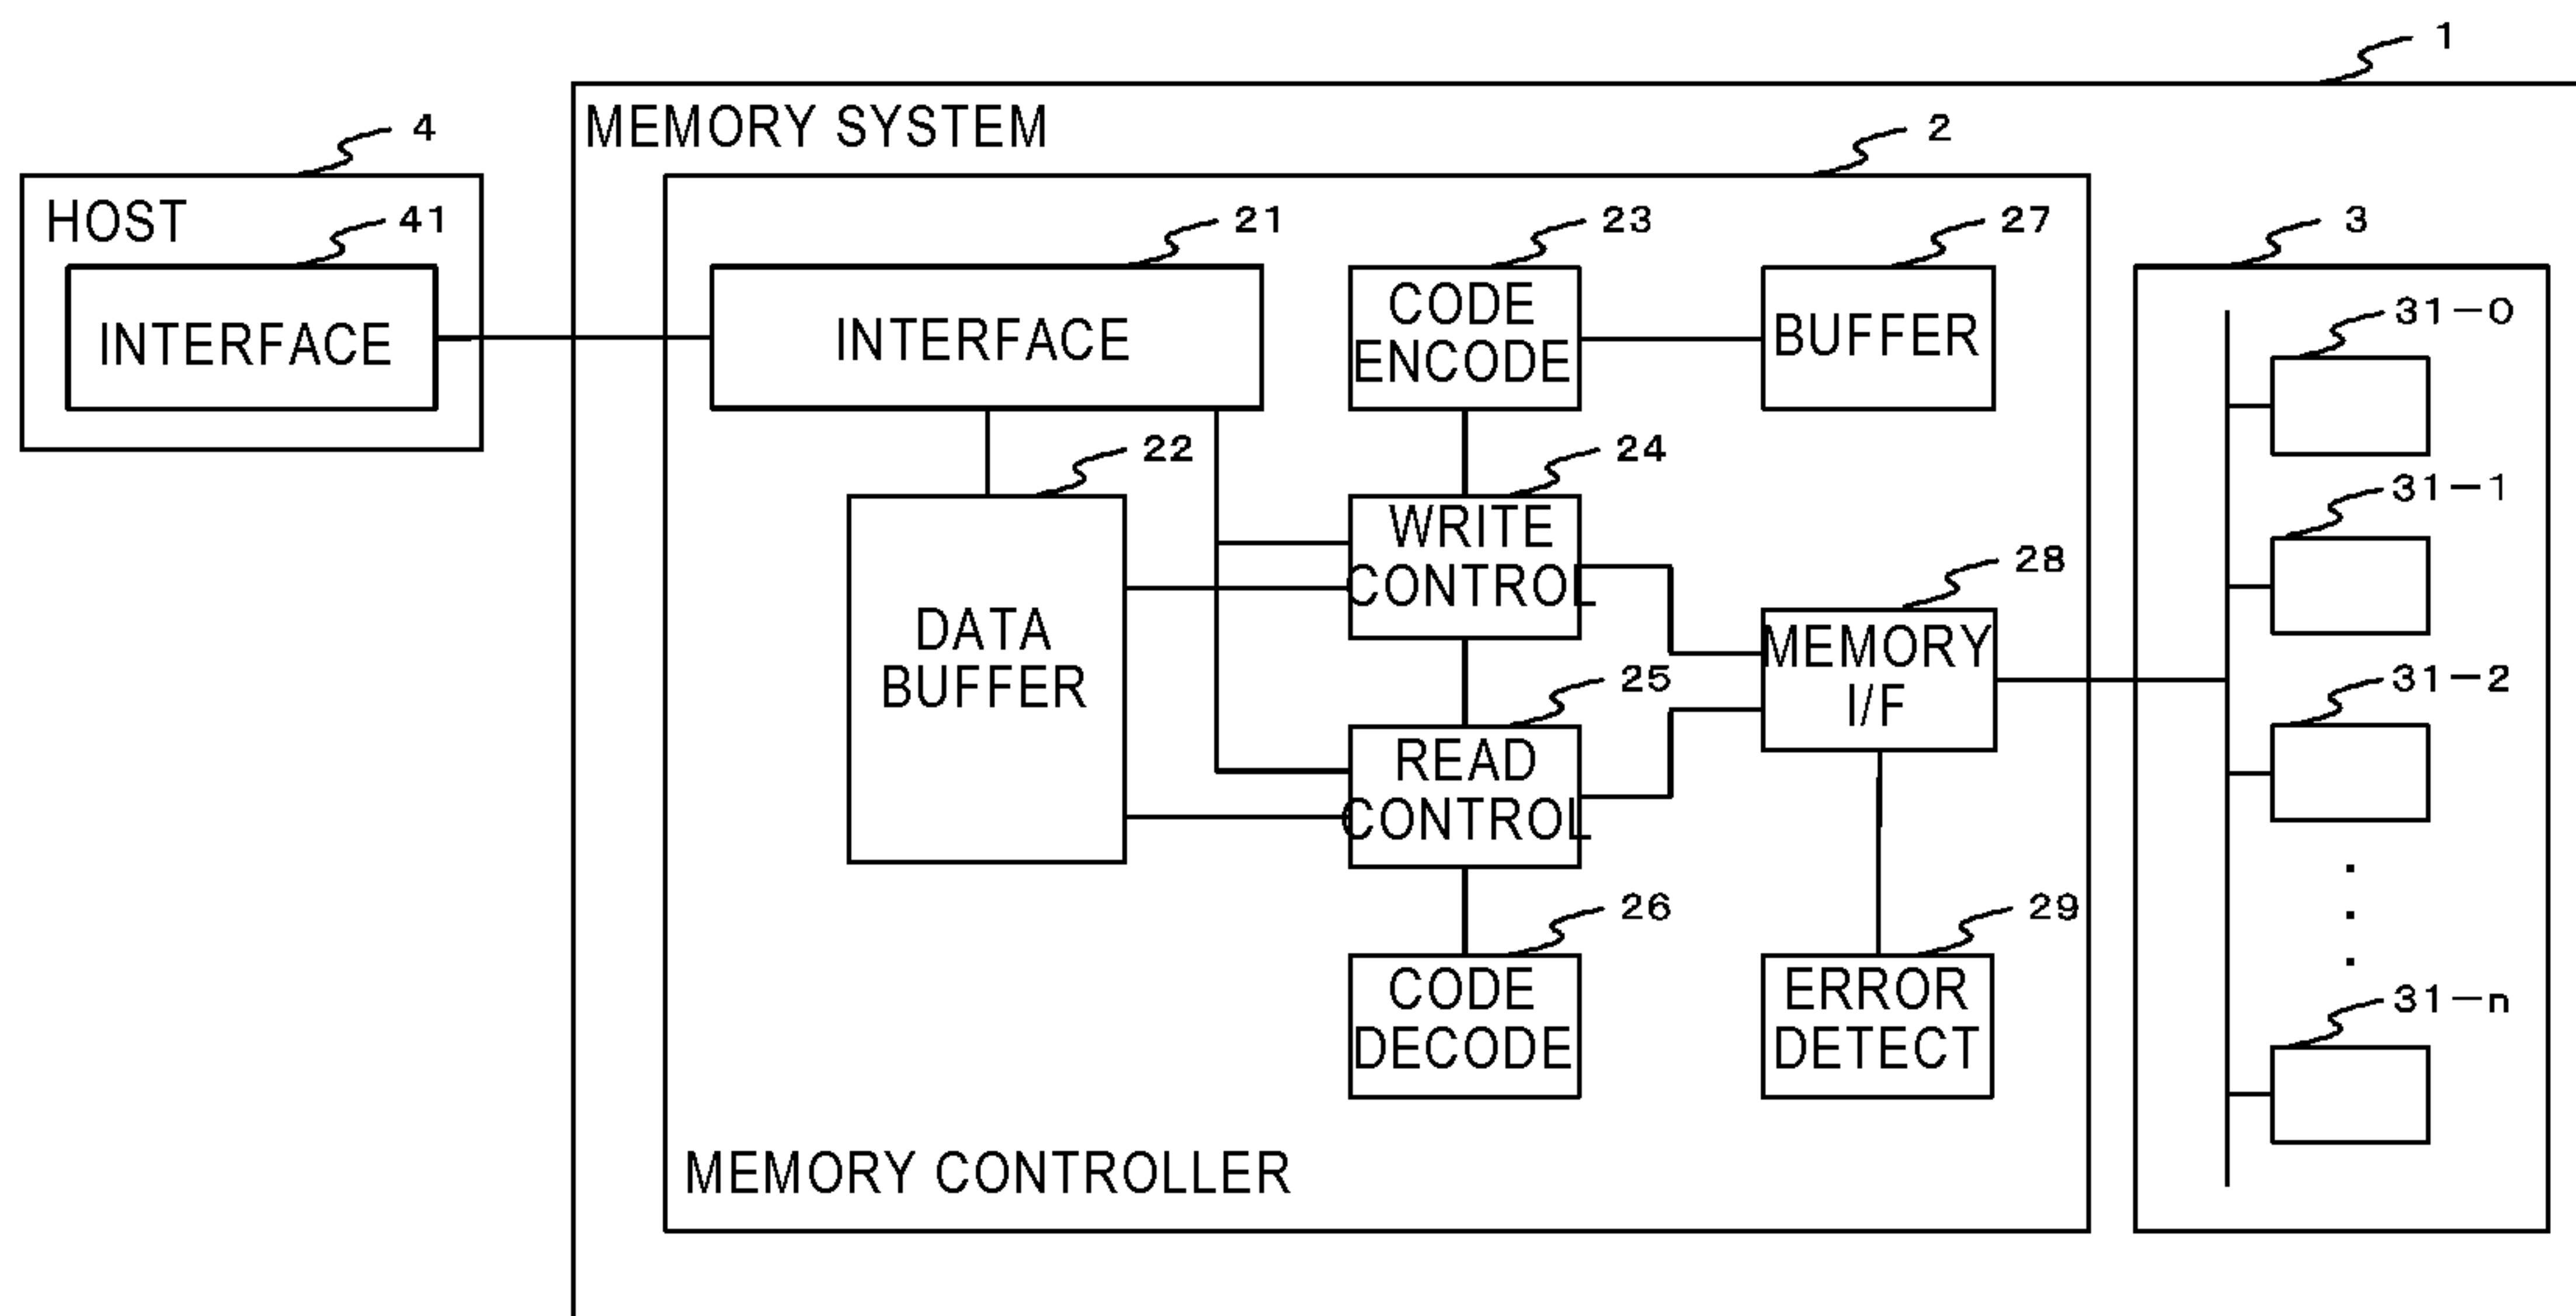 1
MEMORY SYSTEM
4
2
HOST
41
21
23
27
3
INTERFACE
INTERFACE
CODE
ENCODE
BUFFER
31-0
22
24
31-1
DATA
BUFFER
WRITE
CONTROL
28
MEMORY
I/F
25
31-2
READ
CONTROL
26
29
CODE
DECODE
ERROR
DETECT
31-n
MEMORY CONTROLLER